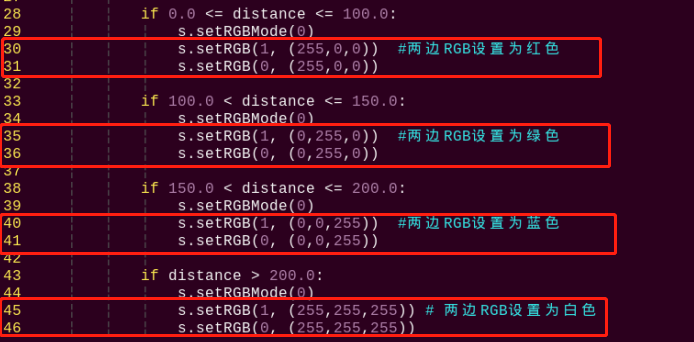 28 if 0.0 <= distance <= 100.0:
29 s.setRGBMode(0)
30 s.setRGB(1, (255,0,0)) #两边RGB设置为红色
31 s.setRGB(0, (255,0,0))
32
33 if 100.0 < distance <= 150.0:
34 s.setRGBMode(0)
35 s.setRGB(1, (0,255,0)) #两边RGB设置为绿色
36 s.setRGB(0, (0,255,0))
37
38 if 150.0 < distance <= 200.0:
39 s.setRGBMode(0)
40 s.setRGB(1, (0,0,255)) #两边RGB设置为蓝色
41 s.setRGB(0, (0,0,255))
42
43 if distance > 200.0:
44 s.setRGBMode(0)
45 s.setRGB(1, (255,255,255)) # 两边RGB设置为白色
46 s.setRGB(0, (255,255,255))